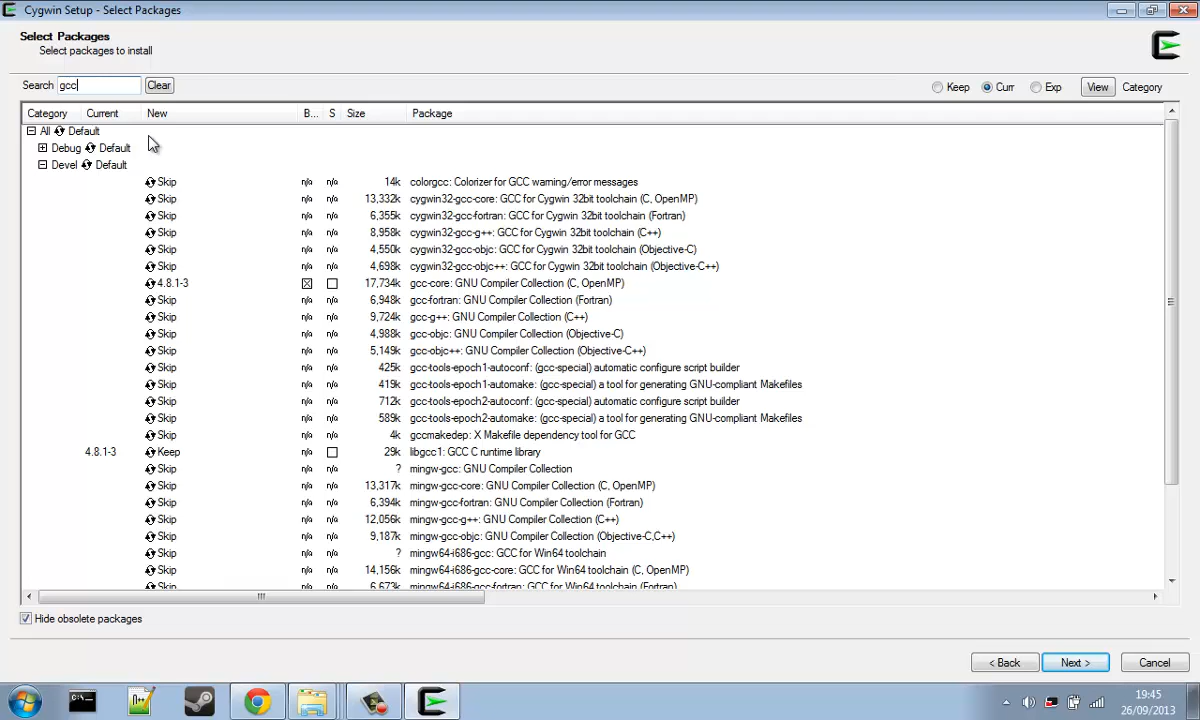 Cygwin Setup - Select Packages
Select Packages
Select packages to install
Search gcc Clear Keep Curr Exp View Category
Category Current New B... S Size Package
All Default
Debug Default
Devel Default
Skip n/a n/a 14k colorgcc: Colorizer for GCC warning/error messages
Skip n/a n/a 13,332k cygwin32-gcc-core: GCC for Cygwin 32bit toolchain (C, OpenMP)
Skip n/a n/a 6,355k cygwin32-gcc-fortran: GCC for Cygwin 32bit toolchain (Fortran)
Skip n/a n/a 8,958k cygwin32-gcc-g++: GCC for Cygwin 32bit toolchain (C++)
Skip n/a n/a 4,550k cygwin32-gcc-objc: GCC for Cygwin 32bit toolchain (Objective-C)
Skip n/a n/a 4,698k cygwin32-gcc-objc++: GCC for Cygwin 32bit toolchain (Objective-C++)
4.8.1-3 17,734k gcc-core: GNU Compiler Collection (C, OpenMP)
Skip n/a n/a 6,948k gcc-fortran: GNU Compiler Collection (Fortran)
Skip n/a n/a 9,724k gcc-g++: GNU Compiler Collection (C++)
Skip n/a n/a 4,988k gcc-objc: GNU Compiler Collection (Objective-C)
Skip n/a n/a 5,149k gcc-objc++: GNU Compiler Collection (Objective-C++)
Skip n/a n/a 425k gcc-tools-epoch1-autoconf: (gcc-special) automatic configure script builder
Skip n/a n/a 419k gcc-tools-epoch1-automake: (gcc-special) a tool for generating GNU-compliant Makefiles
Skip n/a n/a 712k gcc-tools-epoch2-autoconf: (gcc-special) automatic configure script builder
Skip n/a n/a 589k gcc-tools-epoch2-automake: (gcc-special) a tool for generating GNU-compliant Makefiles
Skip n/a n/a 4k gccmakedep: X Makefile dependency tool for GCC
4.8.1-3 Keep n/a 29k libgcc1: GCC C runtime library
Skip n/a n/a ? mingw-gcc: GNU Compiler Collection
Skip n/a n/a 13,317k mingw-gcc-core: GNU Compiler Collection (C, OpenMP)
Skip n/a n/a 6,394k mingw-gcc-fortran: GNU Compiler Collection (Fortran)
Skip n/a n/a 12,056k mingw-gcc-g++: GNU Compiler Collection (C++)
Skip n/a n/a 9,187k mingw-gcc-objc: GNU Compiler Collection (Objective-C,C++)
Skip n/a n/a ? mingw64-i686-gcc: GCC for Win64 toolchain
Skip n/a n/a 14,156k mingw64-i686-gcc-core: GCC for Win64 toolchain (C, OpenMP)
Skip n/a n/a 6,673k mingw64-i686-gcc-fortran: GCC for Win64 toolchain (Fortran)
Hide obsolete packages
< Back Next > Cancel
C:\
n++
19:45
26/09/2013